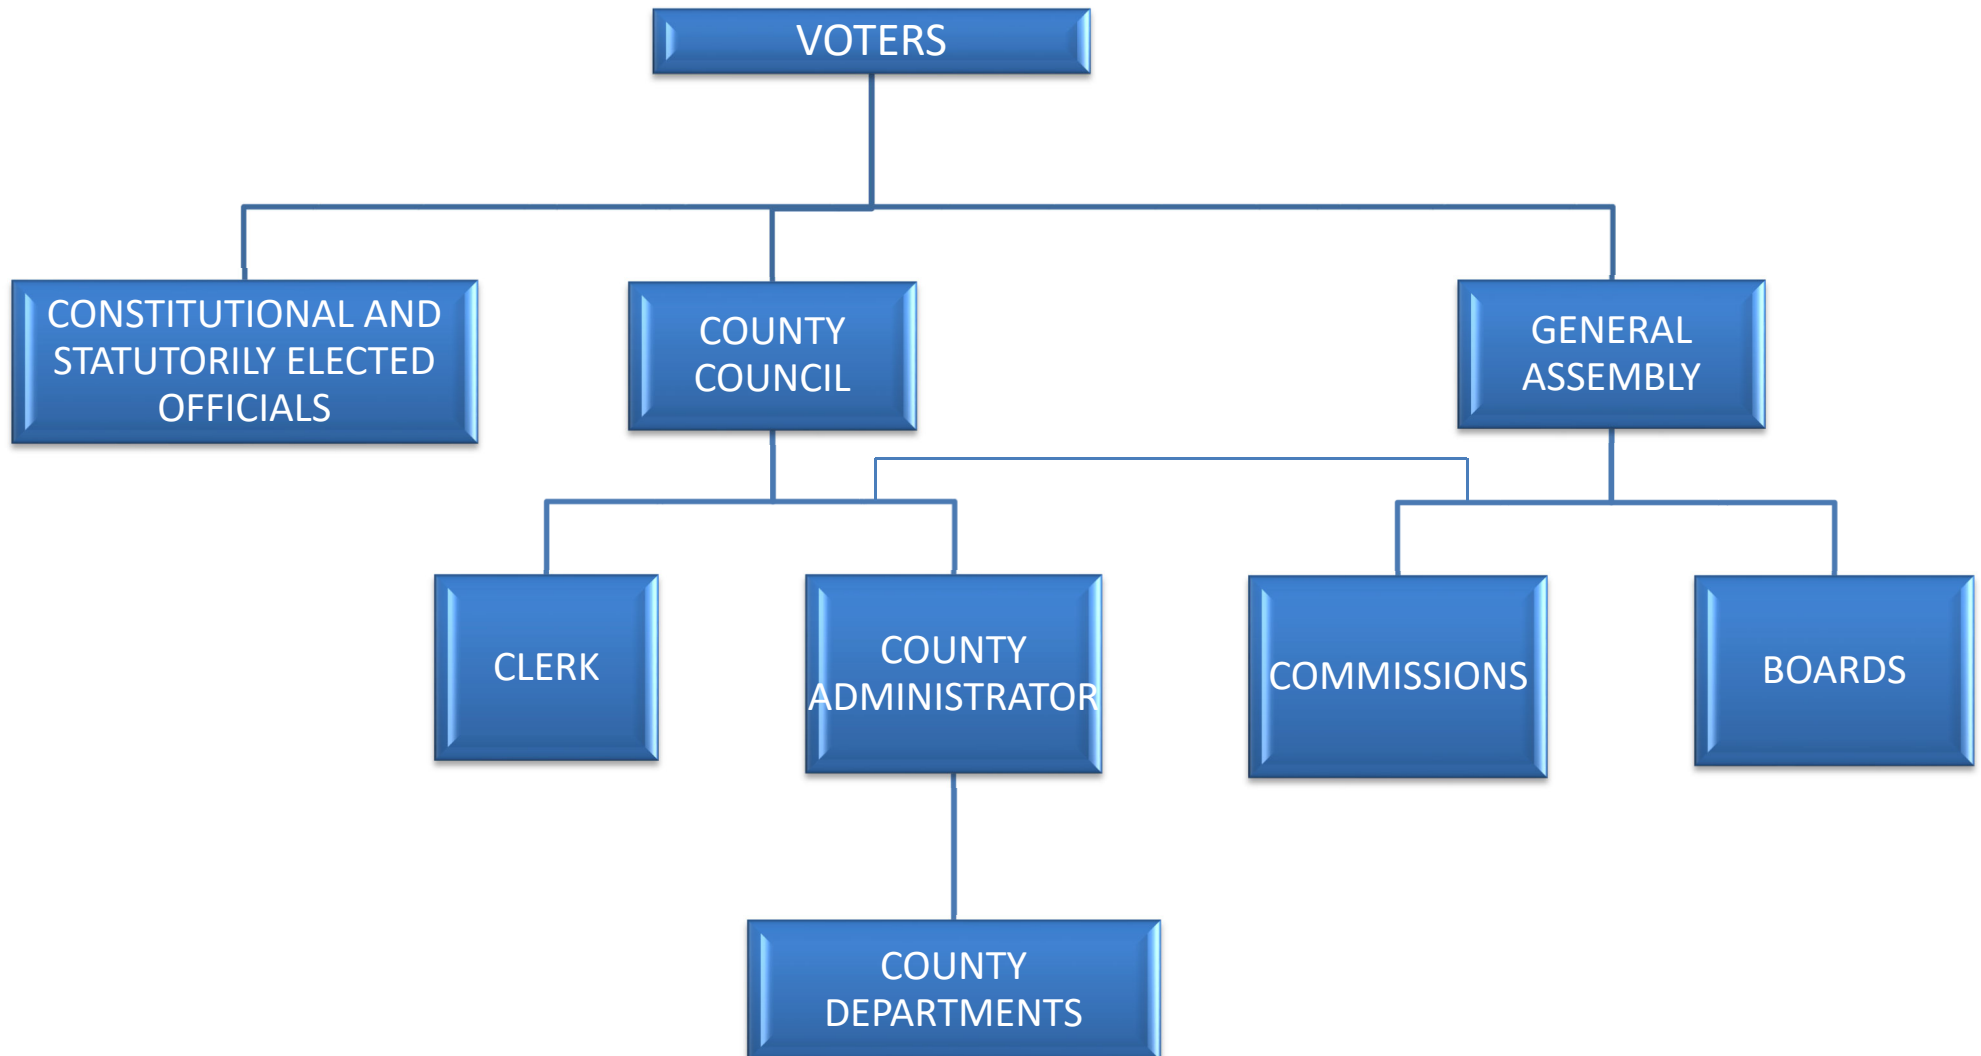 VOTERS
CONSTITUTIONAL AND
STATUTORILY ELECTED
OFFICIALS
COUNTY
COUNCIL
GENERAL
ASSEMBLY
CLERK
COUNTY
ADMINISTRATOR
COMMISSIONS
BOARDS
COUNTY
DEPARTMENTS